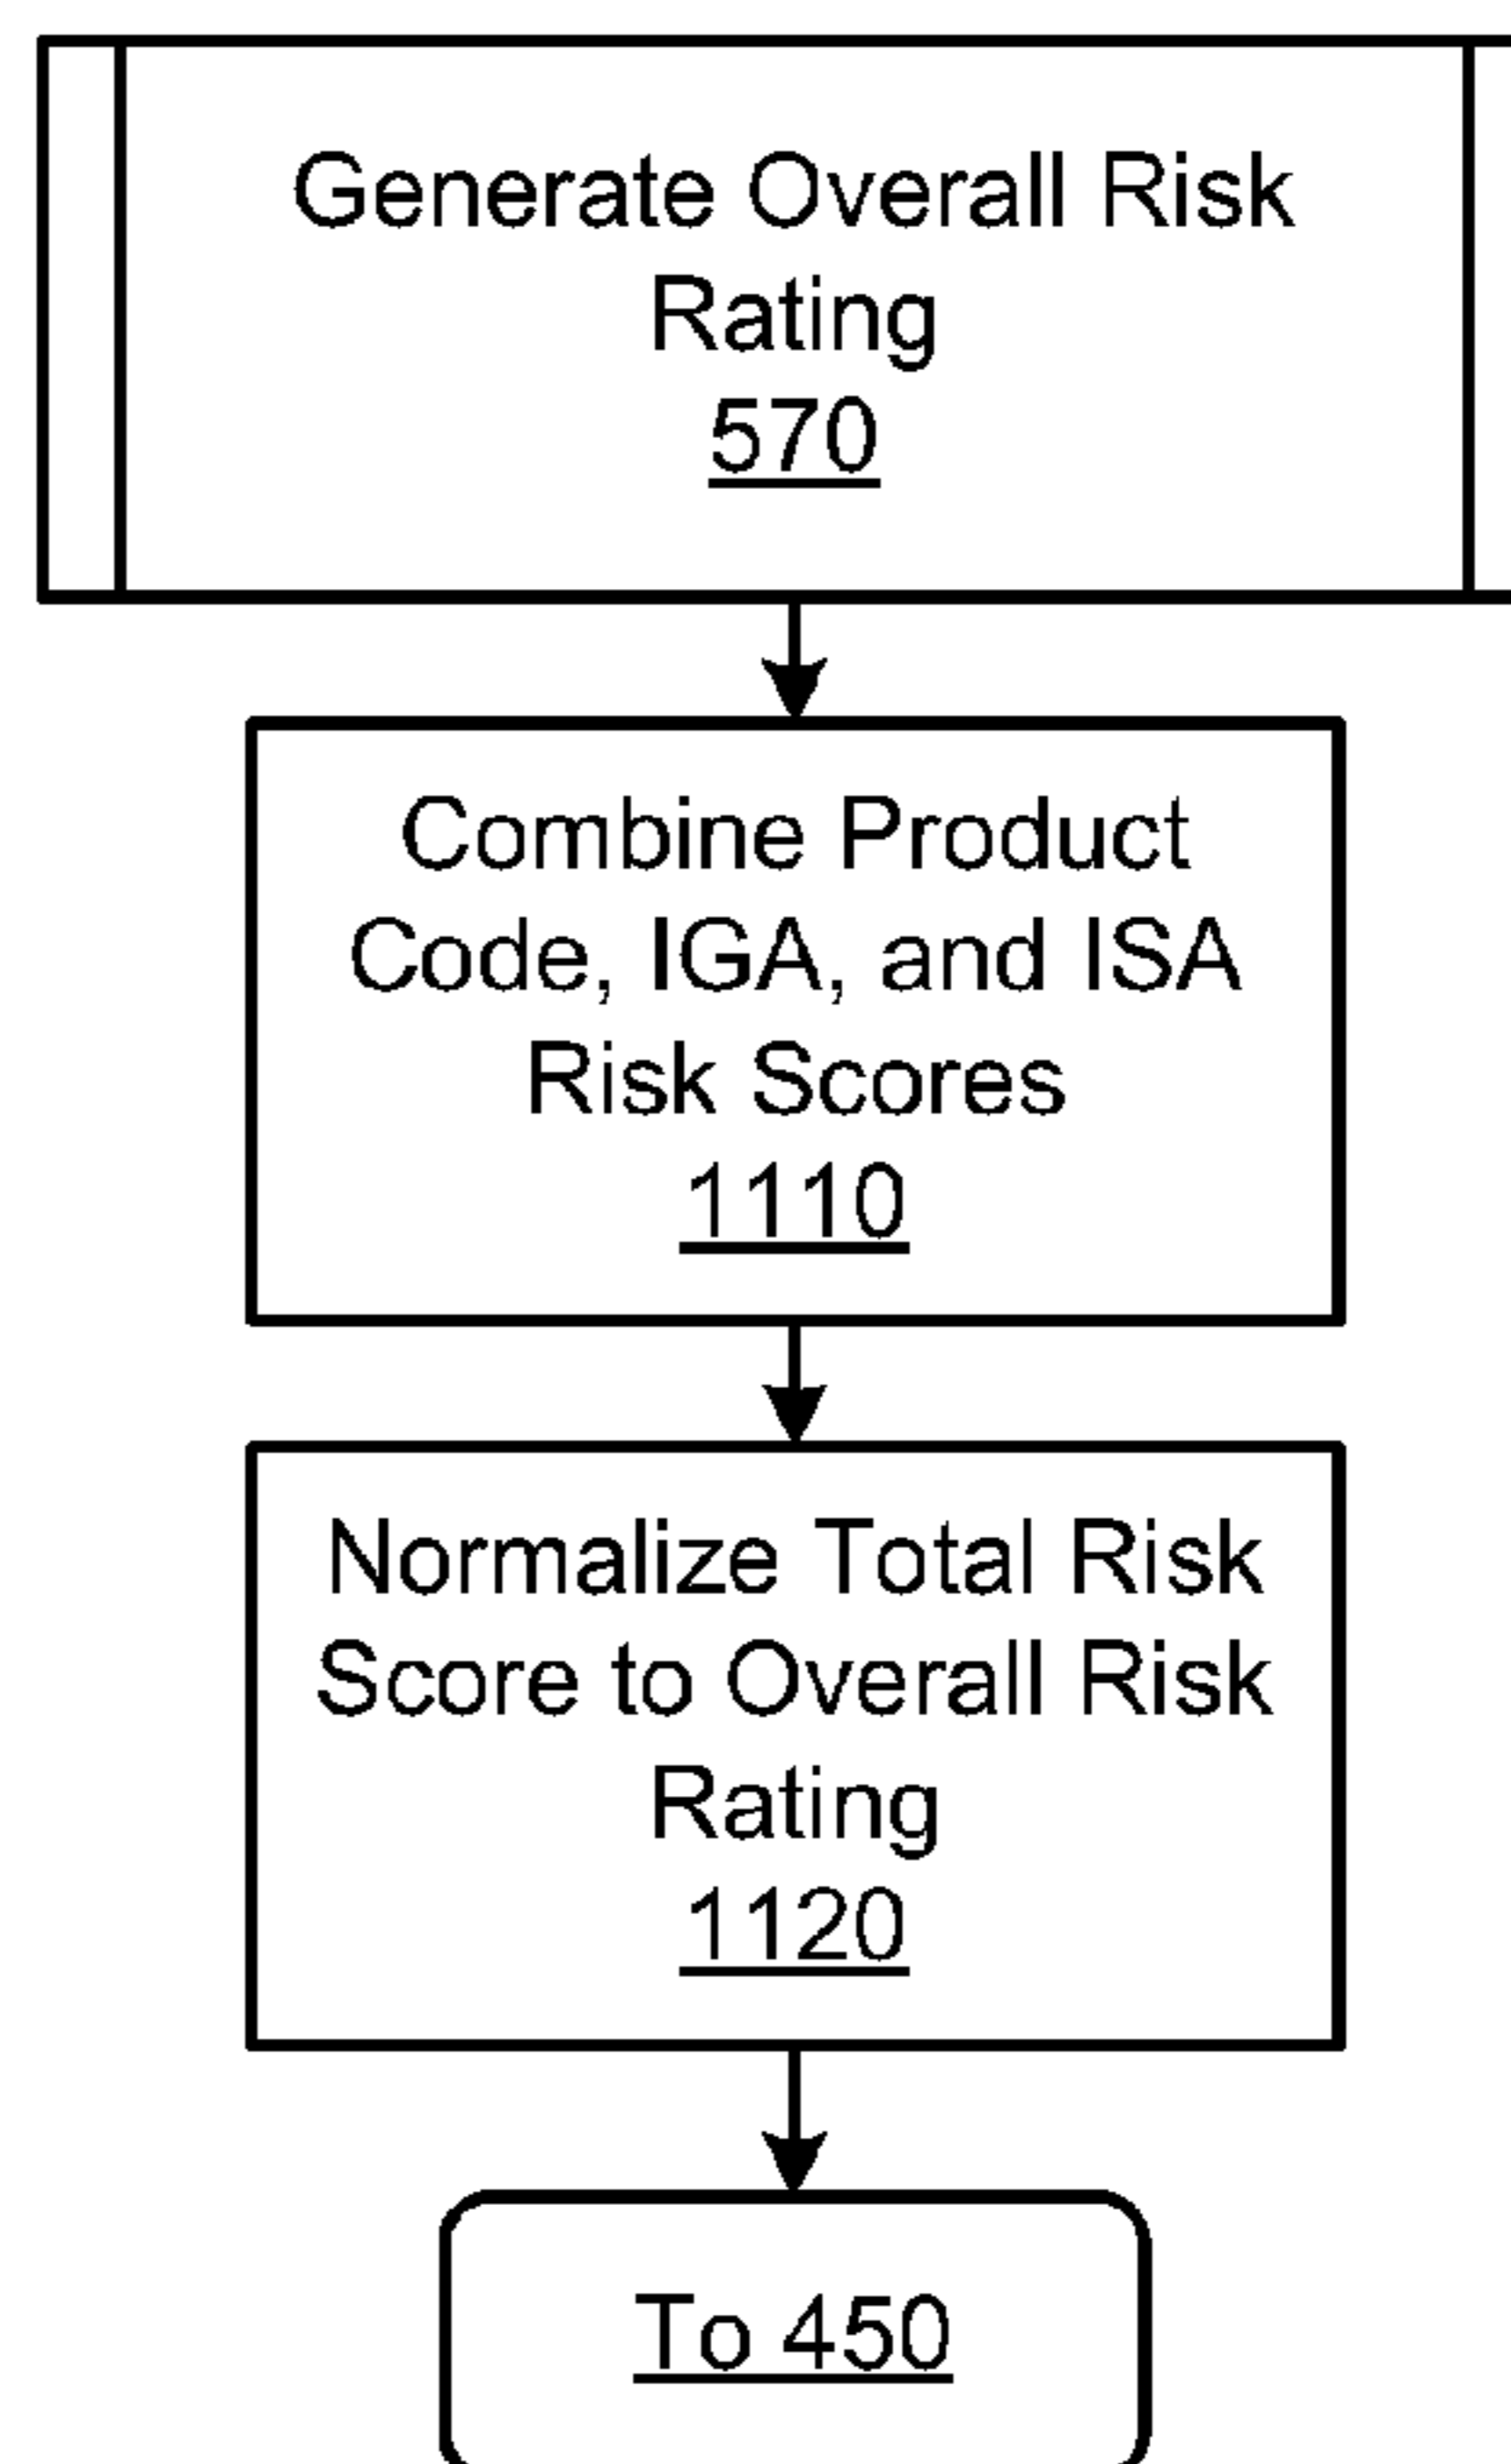 Generate Overall Risk
Rating
570
Combine Product
Code, IGA, and ISA
Risk Scores
1110
Normalize Total Risk
Score to Overall Risk
Rating
1120
To 450